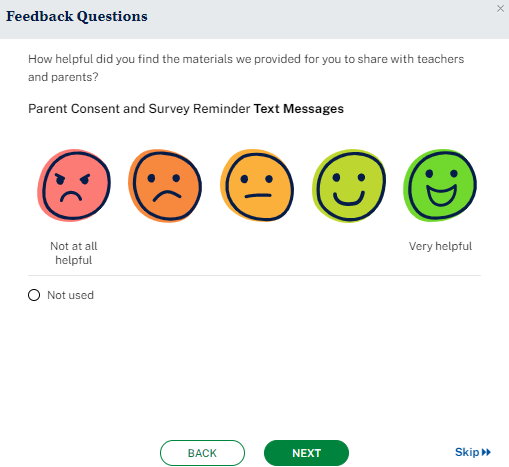 Feedback Questions
How helpful did you find the materials we provided for you to share with teachers
and parents?
Parent Consent and Survey Reminder Text Messages
Not at all
helpful
Very helpful
Not used
BACK
NEXT
Skip